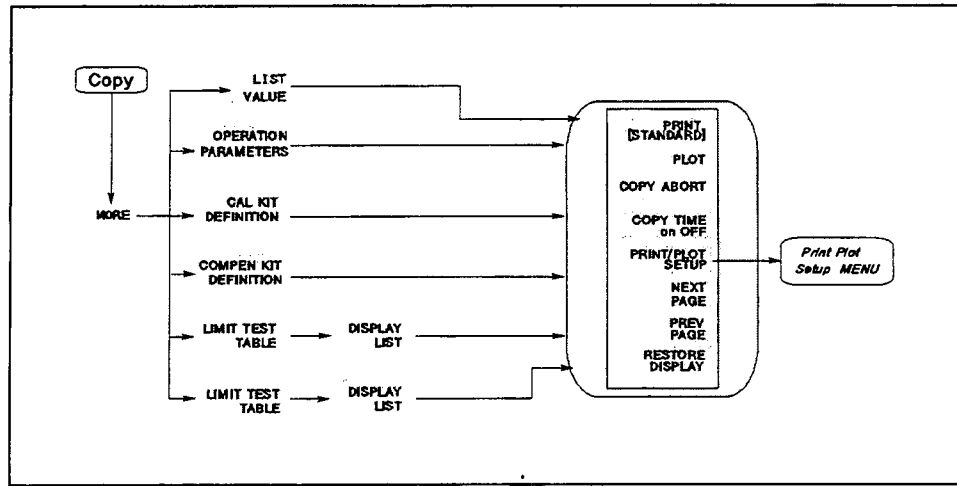 Copy
MORE
LIST
VALUE
OPERATION
PARAMETERS
CAL KIT
DEFINITION
COMPEN KIT
DEFINITION
LIMIT TEST
TABLE
DISPLAY
LIST
LIMIT TEST
TABLE
DISPLAY
LIST
PRINT
[STANDARD]
PLOT
COPY ABORT
COPY TIME
on OFF
PRINT/PLOT
SETUP
NEXT
PAGE
PREV
PAGE
RESTORE
DISPLAY
Print Plot
Setup MENU